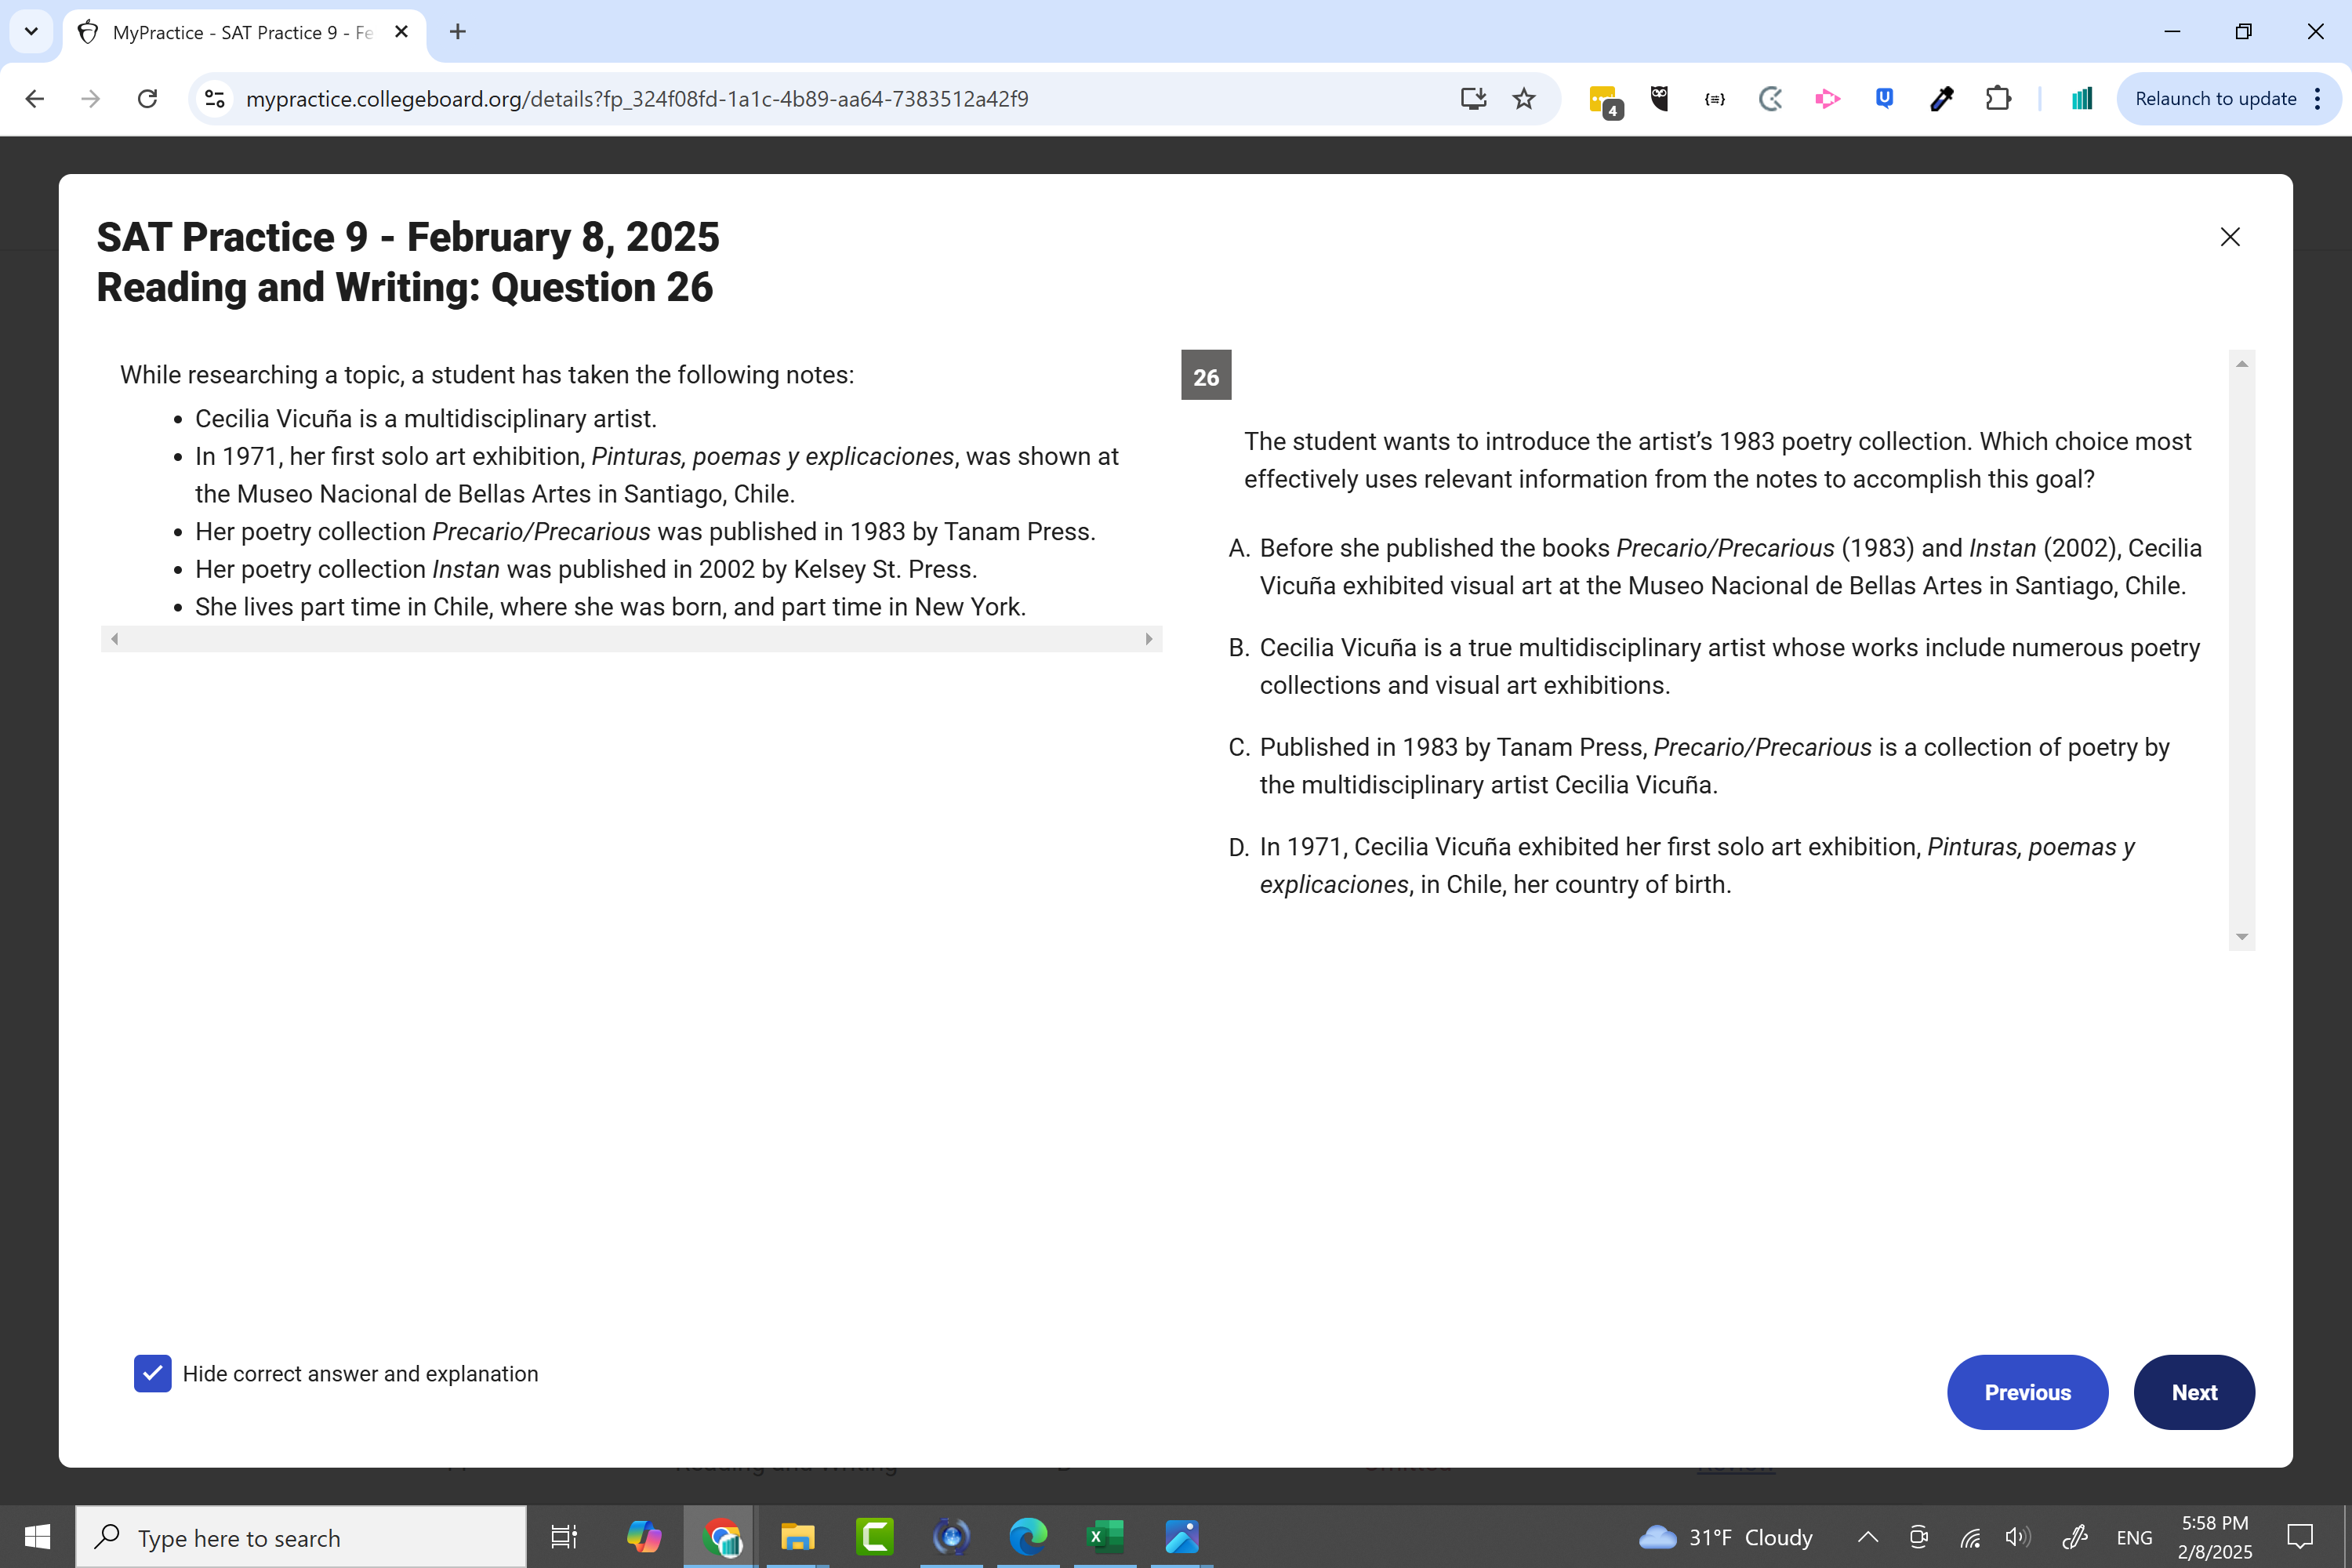 MyPractice - SAT Practice 9 - Fe
mypractice.collegeboard.org/details?fp_324f08fd-1a1c-4b89-aa64-7383512a42f9
4
Relaunch to update
SAT Practice 9 - February 8, 2025
Reading and Writing: Question 26
While researching a topic, a student has taken the following notes:
• Cecilia Vicuña is a multidisciplinary artist.
• In 1971, her first solo art exhibition, Pinturas, poemas y explicaciones, was shown at
the Museo Nacional de Bellas Artes in Santiago, Chile.
• Her poetry collection Precario/Precarious was published in 1983 by Tanam Press.
• Her poetry collection Instan was published in 2002 by Kelsey St. Press.
• She lives part time in Chile, where she was born, and part time in New York.
26
The student wants to introduce the artist’s 1983 poetry collection. Which choice most
effectively uses relevant information from the notes to accomplish this goal?
A. Before she published the books Precario/Precarious (1983) and Instan (2002), Cecilia
Vicuña exhibited visual art at the Museo Nacional de Bellas Artes in Santiago, Chile.
B. Cecilia Vicuña is a true multidisciplinary artist whose works include numerous poetry
collections and visual art exhibitions.
C. Published in 1983 by Tanam Press, Precario/Precarious is a collection of poetry by
the multidisciplinary artist Cecilia Vicuña.
D. In 1971, Cecilia Vicuña exhibited her first solo art exhibition, Pinturas, poemas y
explicaciones, in Chile, her country of birth.
Hide correct answer and explanation
Previous
Next
Type here to search
31°F Cloudy
ENG
5:58 PM
2/8/2025